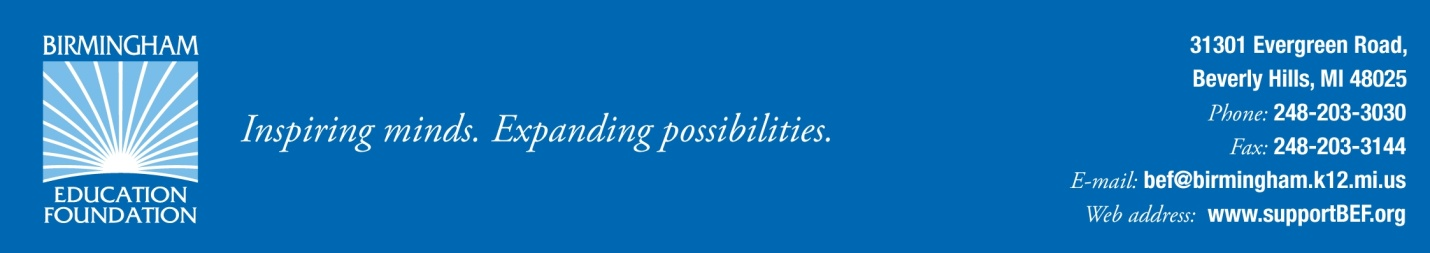 BIRMINGHAM
EDUCATION
FOUNDATION
Inspiring minds. Expanding possibilities.
31301 Evergreen Road,
Beverly Hills, MI 48025
Phone: 248-203-3030
Fax: 248-203-3144
E-mail: bef@birmingham.k12.mi.us
Web address: www.supportBEF.org